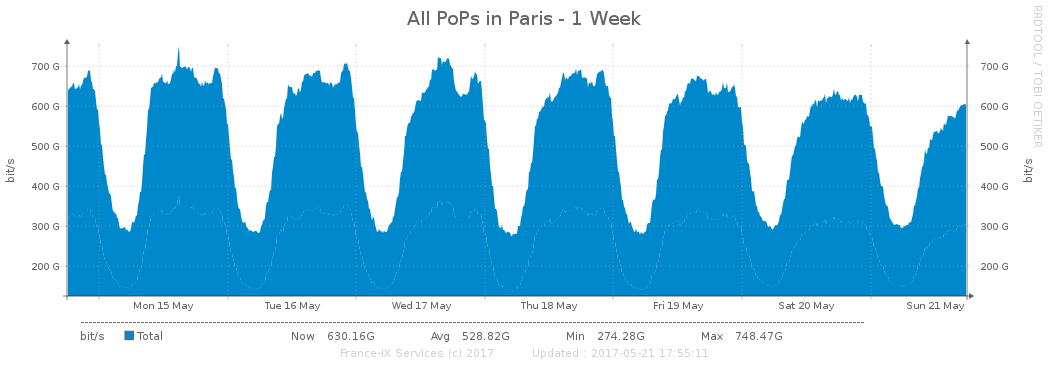 All PoPs in Paris - 1 Week
RRDTOOL / TOBI OETIKER
bit/s
700 G
600 G
500 G
400 G
300 G
200 G
700 G
600 G
500 G
400 G
300 G
200 G
bit/s
Mon 15 May Tue 16 May Wed 17 May Thu 18 May Fri 19 May Sat 20 May Sun 21 May
bit/s Total Now 630.16G Avg 528.82G Min 274.28G Max 748.47G
France-IX Services (c) 2017 Updated : 2017-05-21 17:55:11